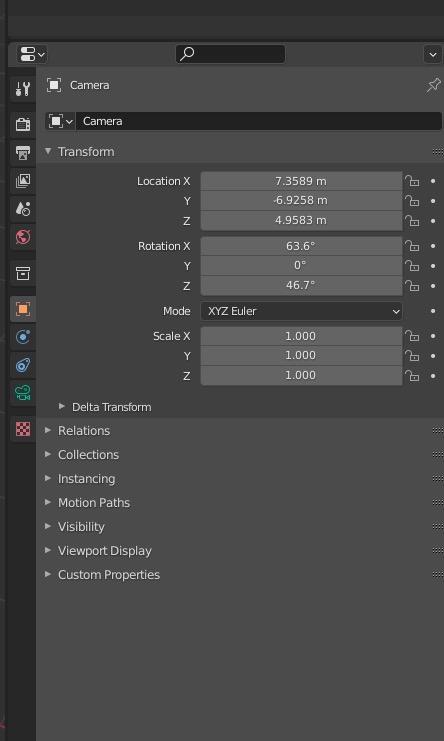 Camera
Camera
Transform
Location X 7.3589 m
Y -6.9258 m
Z 4.9583 m
Rotation X 63.6°
Y 0°
Z 46.7°
Mode XYZ Euler
Scale X 1.000
Y 1.000
Z 1.000
Delta Transform
Relations
Collections
Instancing
Motion Paths
Visibility
Viewport Display
Custom Properties